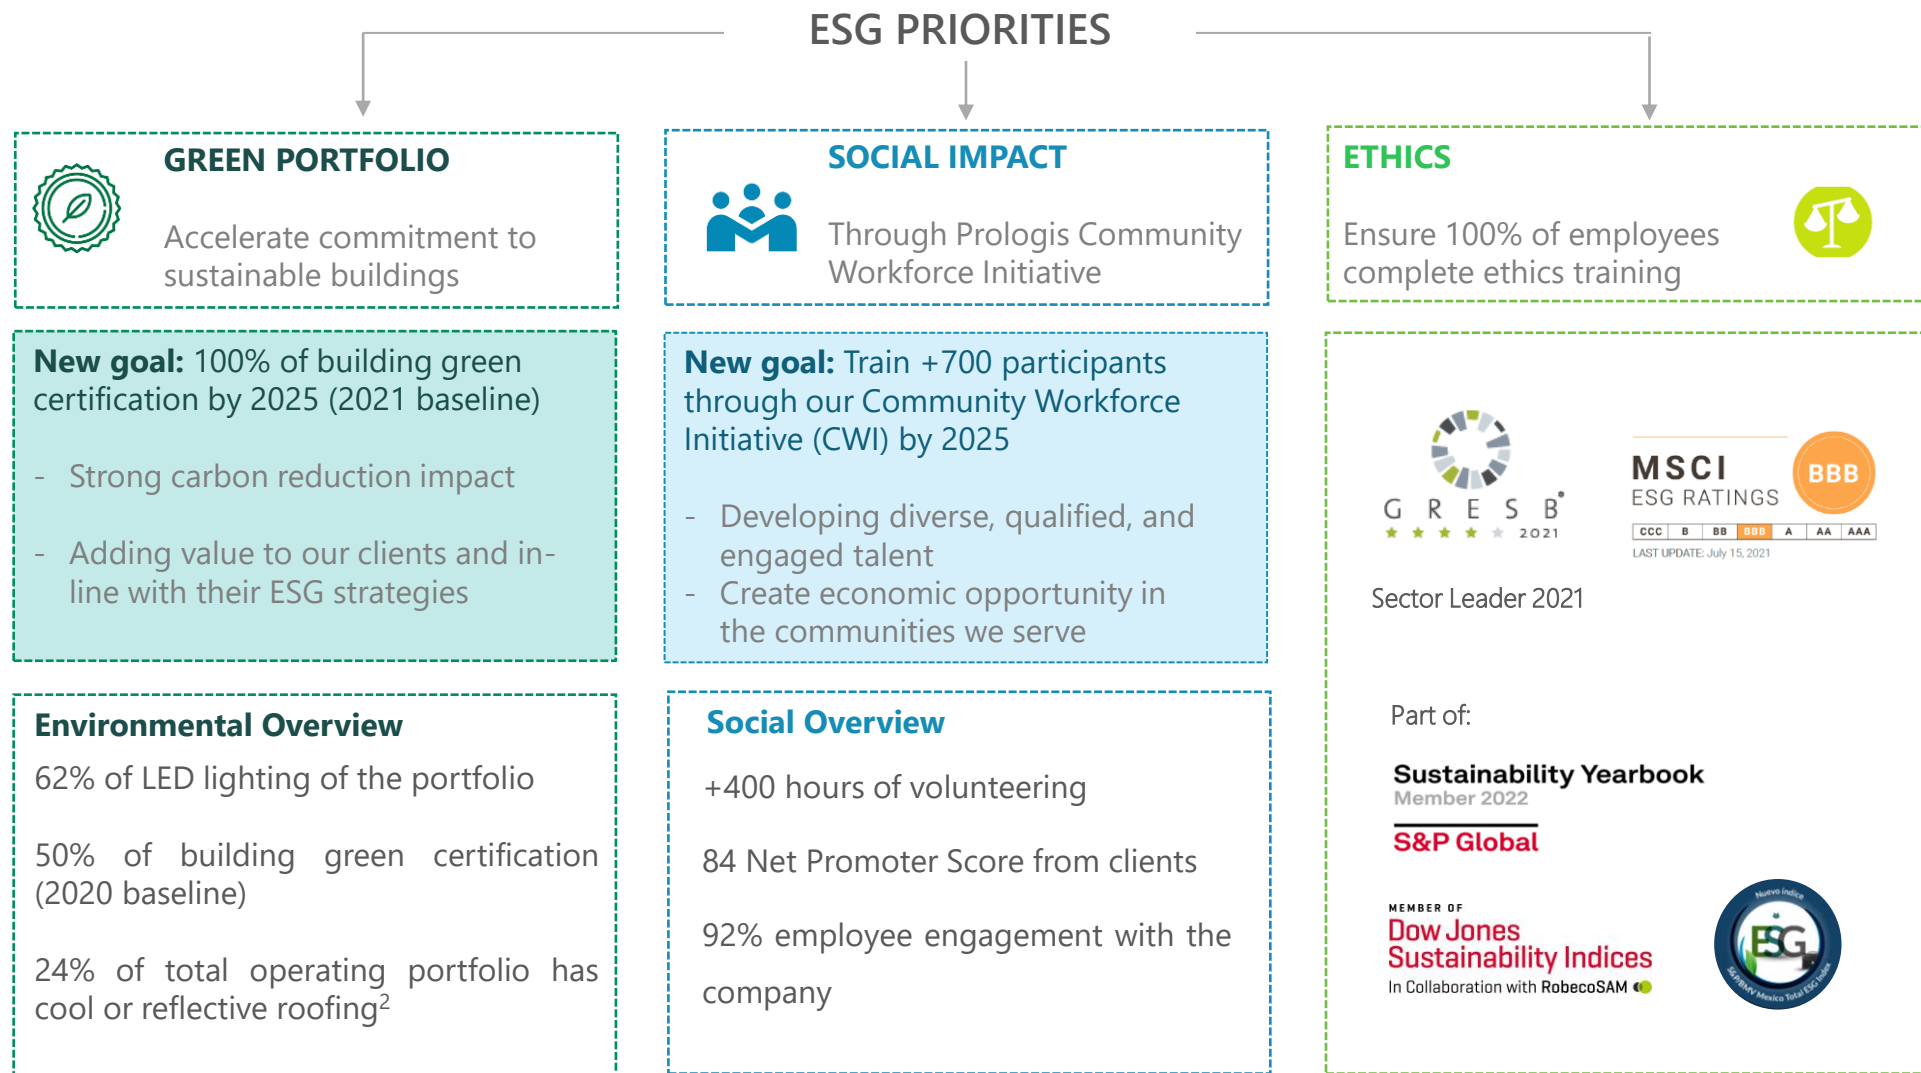 ESG PRIORITIES
GREEN PORTFOLIO
Accelerate commitment to
sustainable buildings
New goal: 100% of building green
certification by 2025 (2021 baseline)
- Strong carbon reduction impact
- Adding value to our clients and in-
line with their ESG strategies
Environmental Overview
62% of LED lighting of the portfolio
50% of building green certification
(2020 baseline)
24% of total operating portfolio has
cool or reflective roofing2
SOCIAL IMPACT
Through Prologis Community
Workforce Initiative
New goal: Train +700 participants
through our Community Workforce
Initiative (CWI) by 2025
- Developing diverse, qualified, and
engaged talent
- Create economic opportunity in
the communities we serve
Social Overview
+400 hours of volunteering
84 Net Promoter Score from clients
92% employee engagement with the
company
ETHICS
Ensure 100% of employees
complete ethics training
G R E S B®
2021
Sector Leader 2021
MSCI
ESG RATINGS
BBB
CCC B BB BBB A AA AAA
LAST UPDATE: July 15, 2021
Part of:
Sustainability Yearbook
Member 2022
S&P Global
MEMBER OF
Dow Jones
Sustainability Indices
In Collaboration with RobecoSAM
Nuevo índice
ESG
S&P/BMV Mexico Total ESG Index